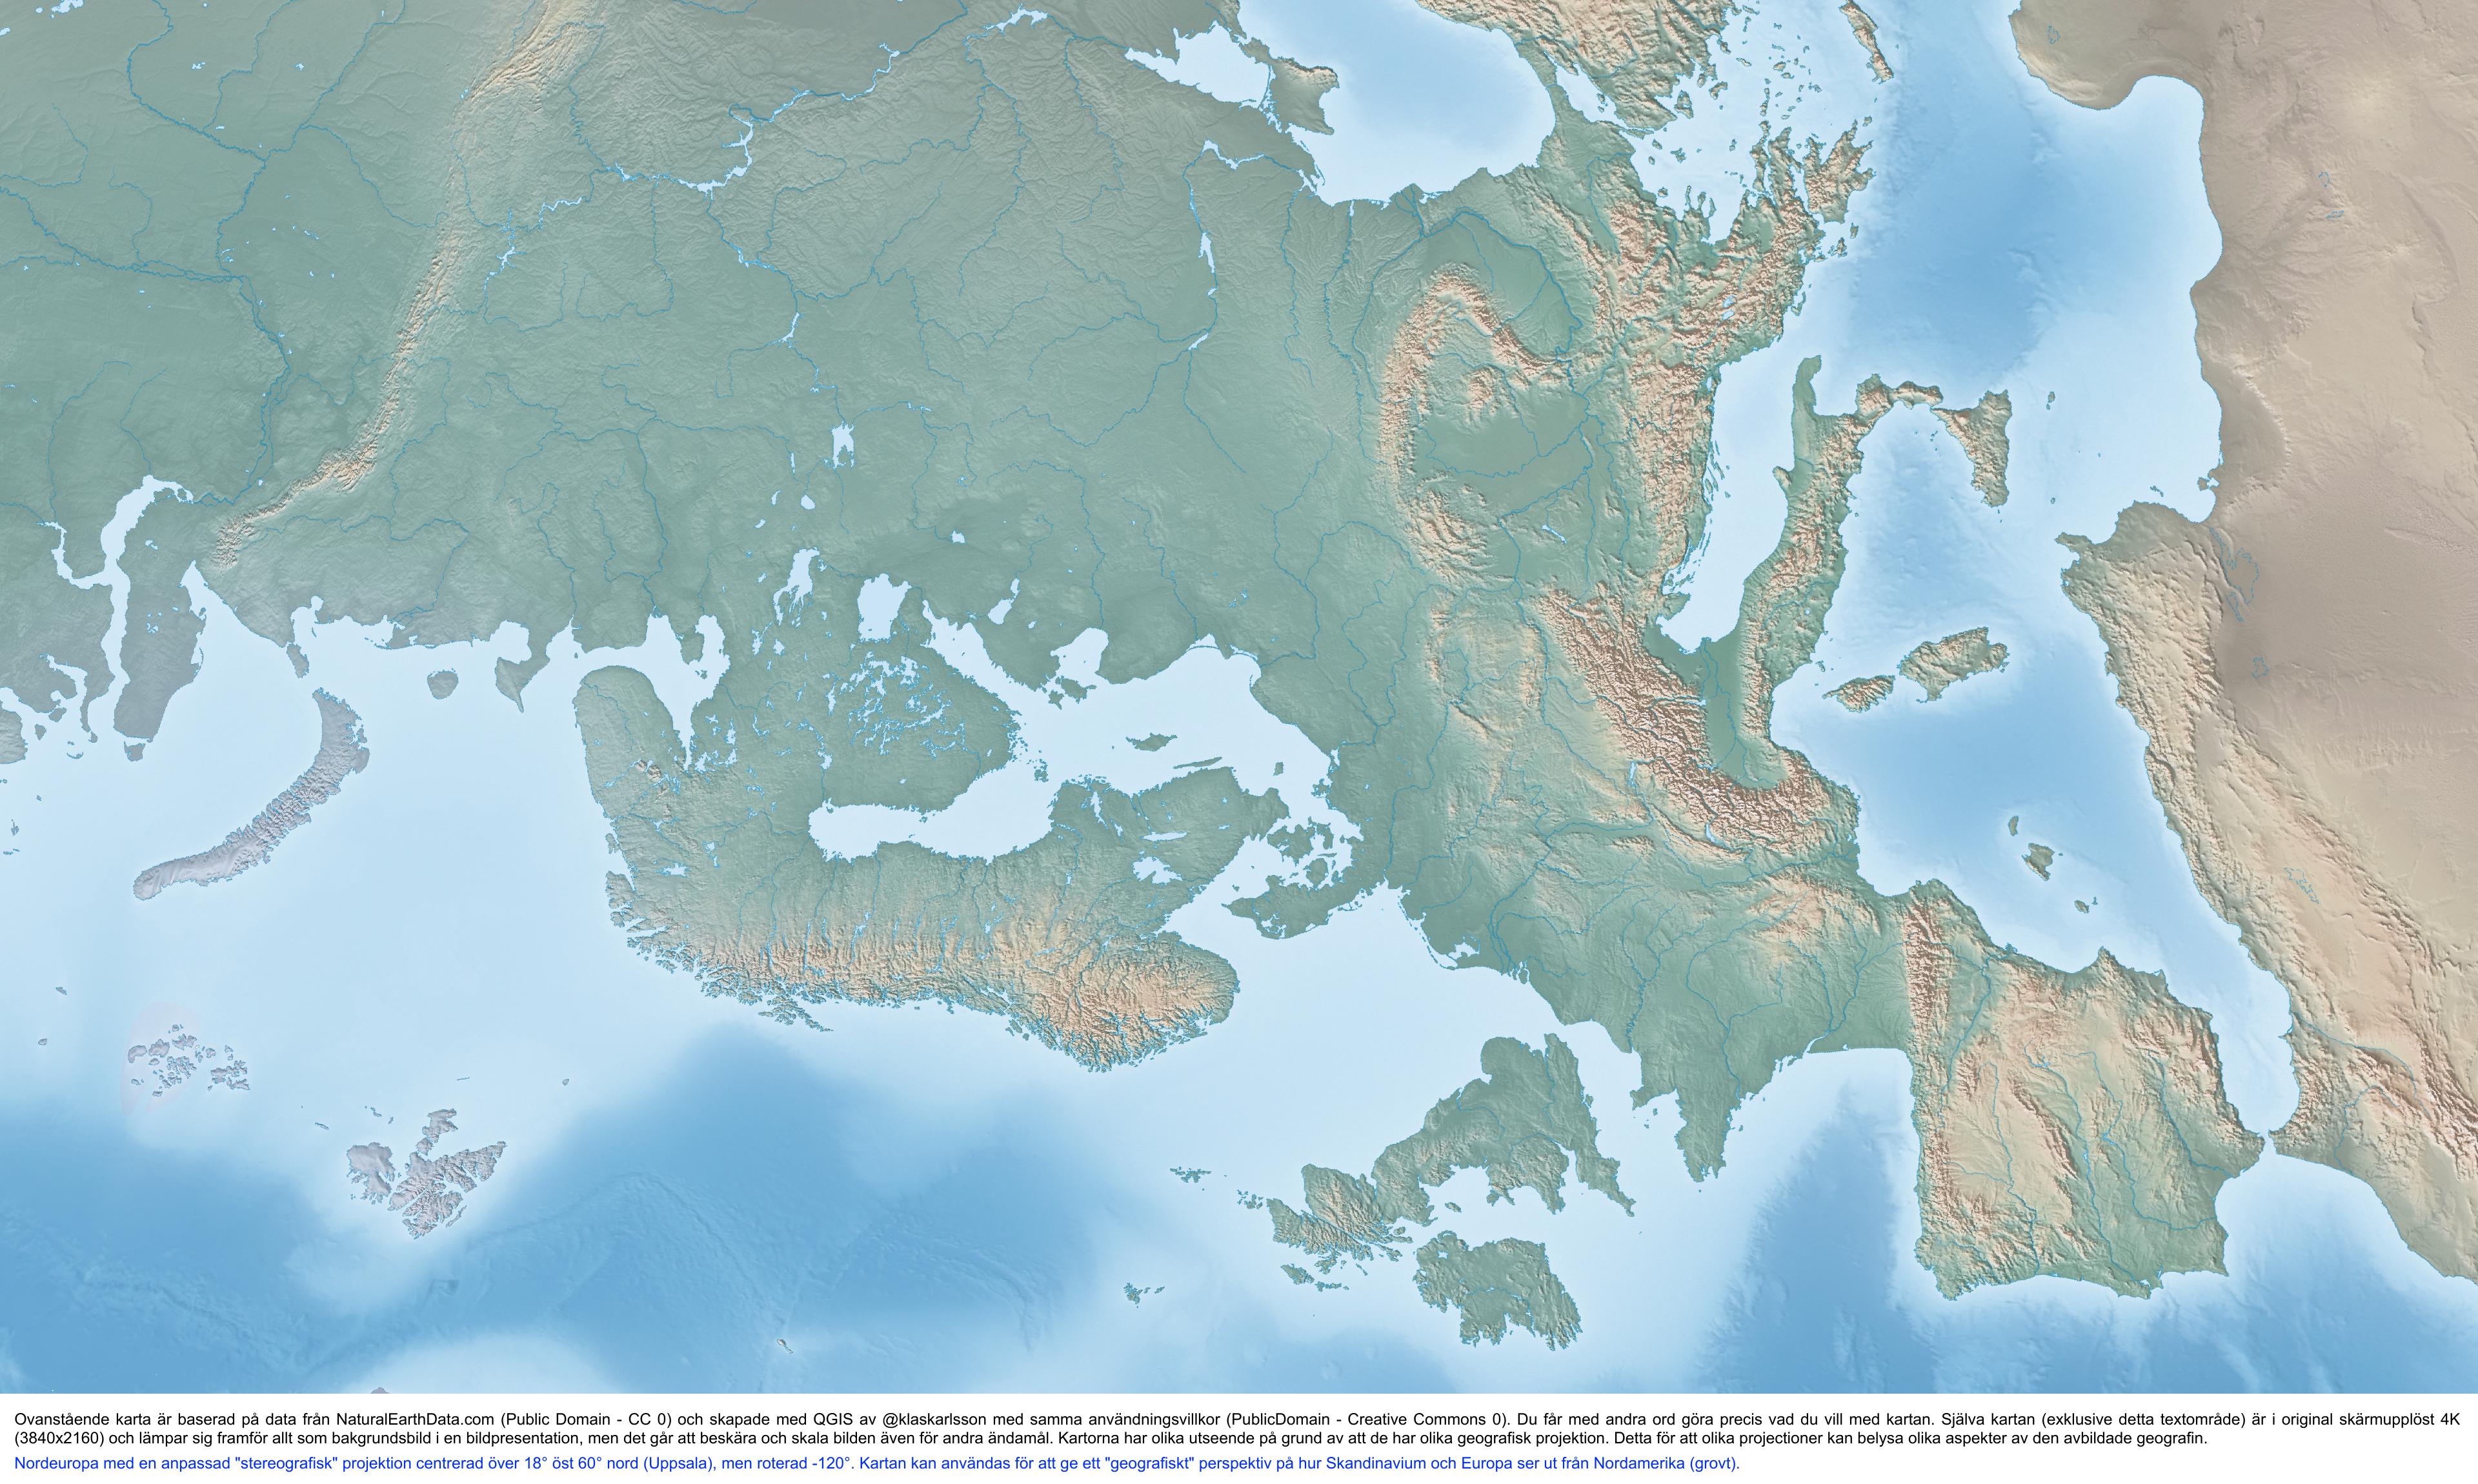 Ovanstående karta är baserad på data från NaturalEarthData.com (Public Domain - CC 0) och skapade med QGIS av @klaskarlsson med samma användningsvillkor (PublicDomain - Creative Commons 0). Du får med andra ord göra precis vad du vill med kartan. Själva kartan (exklusive detta textområde) är i original skärmupplöst 4K
(3840x2160) och lämpar sig framför allt som bakgrundsbild i en bildpresentation, men det går att beskära och skala bilden även för andra ändamål. Kartorna har olika utseende på grund av att de har olika geografisk projektion. Detta för att olika projectioner kan belysa olika aspekter av den avbildade geografin.
Nordeuropa med en anpassad "stereografisk" projektion centrerad över 18° öst 60° nord (Uppsala), men roterad -120°. Kartan kan användas för att ge ett "geografiskt" perspektiv på hur Skandinavium och Europa ser ut från Nordamerika (grovt).